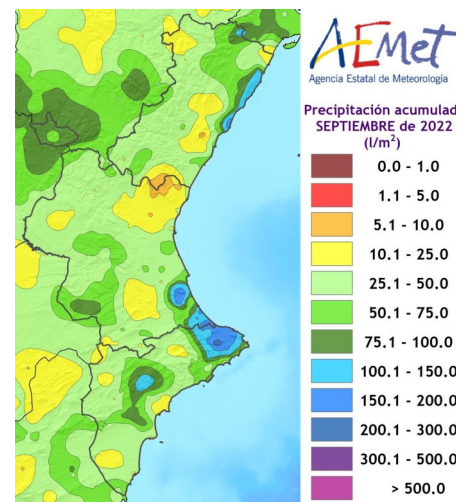 AEMet
Agencia Estatal de Meteorología
Precipitación acumulad
SEPTIEMBRE de 2022
(l/m²)
0.0 - 1.0
1.1 - 5.0
5.1 - 10.0
10.1 - 25.0
25.1 - 50.0
50.1 - 75.0
75.1 - 100.0
100.1 - 150.0
150.1 - 200.0
200.1 - 300.0
300.1 - 500.0
> 500.0